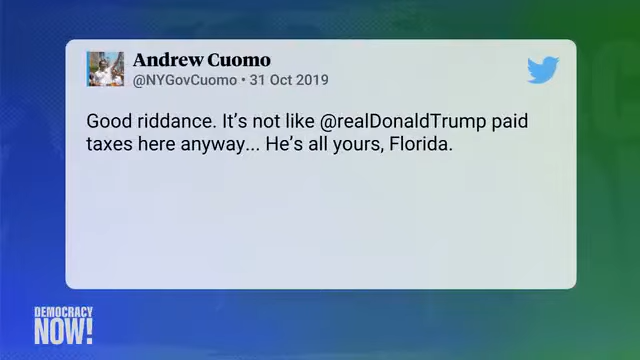 Andrew Cuomo
@NYGovCuomo • 31 Oct 2019
Good riddance. It’s not like @realDonaldTrump paid
taxes here anyway... He’s all yours, Florida.
DEMOCRACY
NOW!